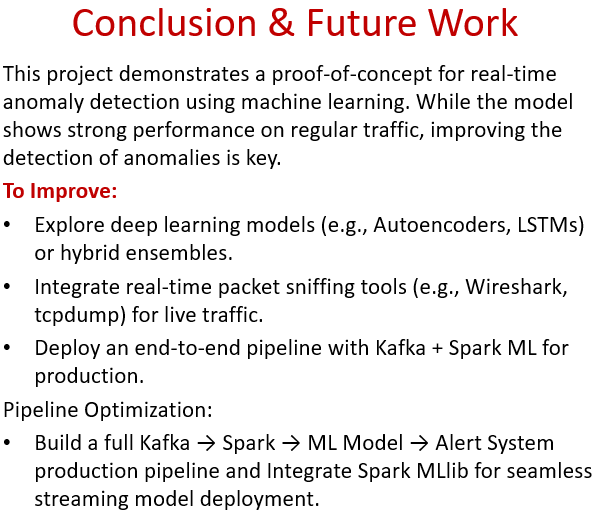 Conclusion & Future Work
This project demonstrates a proof-of-concept for real-time
anomaly detection using machine learning. While the model
shows strong performance on regular traffic, improving the
detection of anomalies is key.
To Improve:
• Explore deep learning models (e.g., Autoencoders, LSTMs)
or hybrid ensembles.
• Integrate real-time packet sniffing tools (e.g., Wireshark,
tcpdump) for live traffic.
• Deploy an end-to-end pipeline with Kafka + Spark ML for
production.
Pipeline Optimization:
• Build a full Kafka → Spark → ML Model → Alert System
production pipeline and Integrate Spark MLlib for seamless
streaming model deployment.